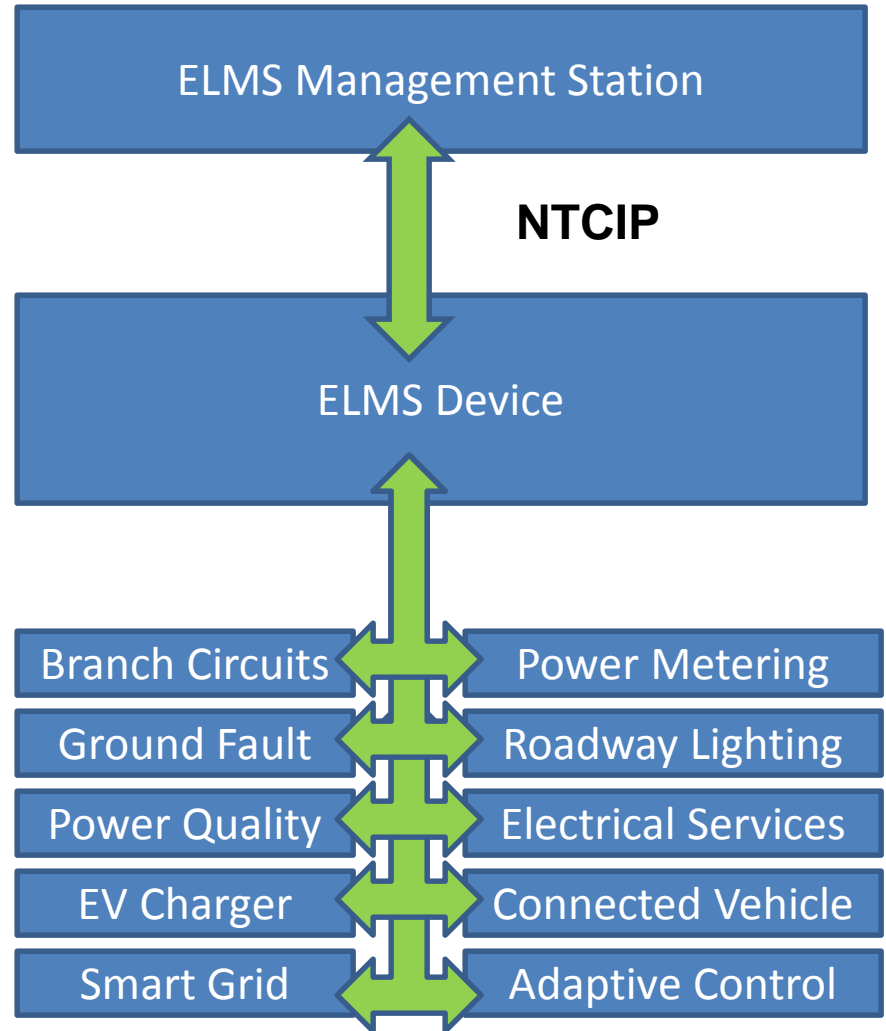 ELMS Management Station
NTCIP
ELMS Device
Branch Circuits
Power Metering
Ground Fault
Roadway Lighting
Power Quality
Electrical Services
EV Charger
Connected Vehicle
Smart Grid
Adaptive Control